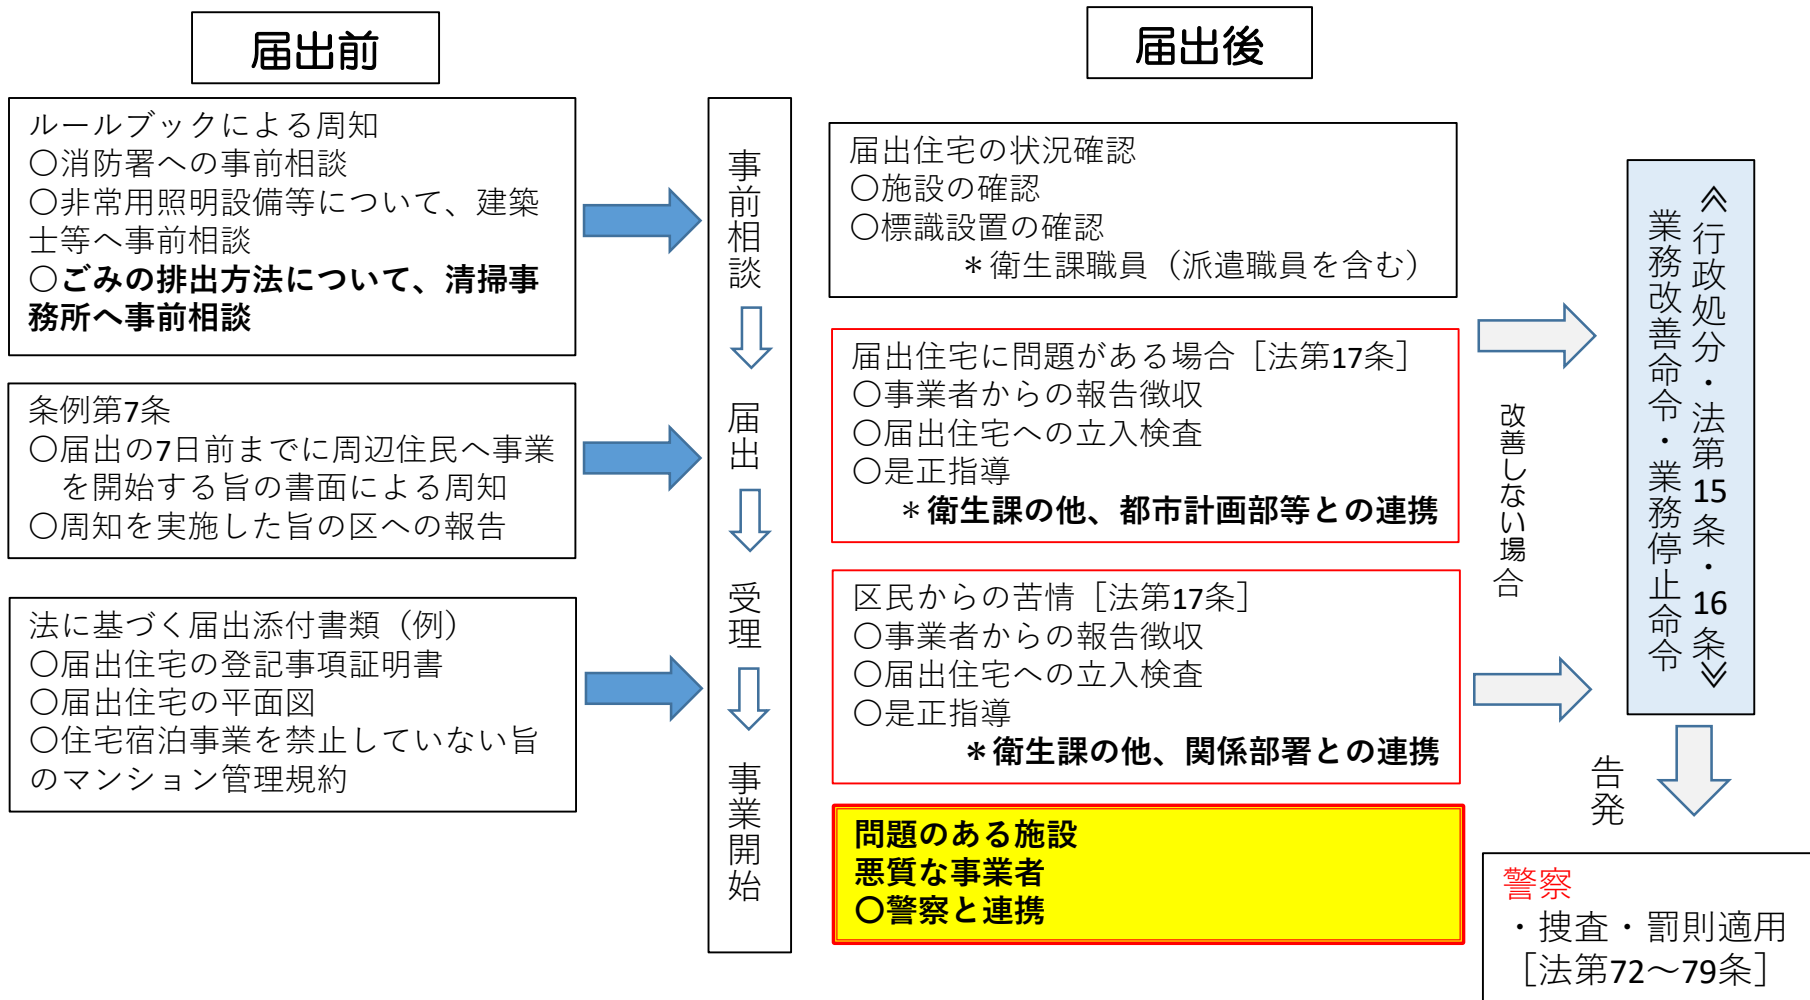 届出前
ルールブックによる周知
〇消防署への事前相談
〇非常用照明設備等について、建築
士等へ事前相談
〇ごみの排出方法について、清掃事
務所へ事前相談
条例第7条
〇届出の7日前までに周辺住民へ事業
を開始する旨の書面による周知
〇周知を実施した旨の区への報告
法に基づく届出添付書類（例）
〇届出住宅の登記事項証明書
〇届出住宅の平面図
〇住宅宿泊事業を禁止していない旨
のマンション管理規約
事前相談
届出
受理
事業開始
届出後
届出住宅の状況確認
〇施設の確認
〇標識設置の確認
＊衛生課職員（派遣職員を含む）
届出住宅に問題がある場合［法第17条］
〇事業者からの報告徴収
〇届出住宅への立入検査
〇是正指導
＊衛生課の他、都市計画部等との連携
区民からの苦情［法第17条］
〇事業者からの報告徴収
〇届出住宅への立入検査
〇是正指導
＊衛生課の他、関係部署との連携
問題のある施設
悪質な事業者
〇警察と連携
改善しない場合
≪行政処分・法第15条・16条≫
業務改善命令・業務停止命令
告発
警察
・捜査・罰則適用
［法第72～79条］